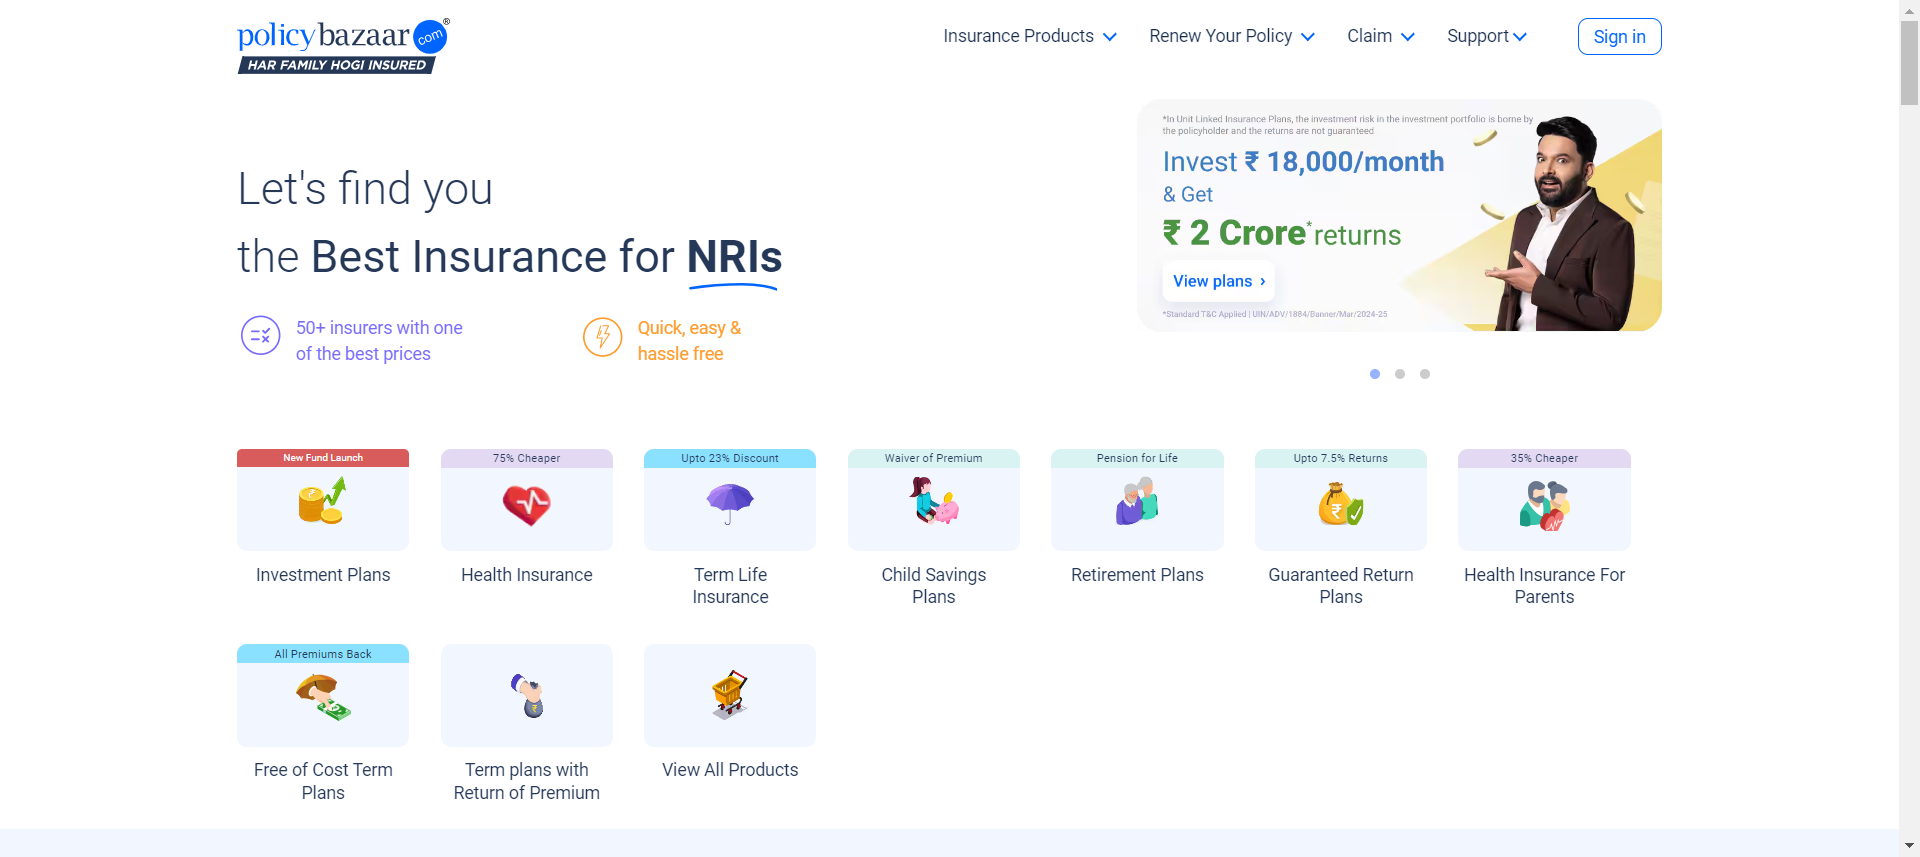 policybazaar com ®
HAR FAMILY HOGI INSURED
Insurance Products
Renew Your Policy
Claim
Support
Sign in
Let's find you
the Best Insurance for NRIs
50+ insurers with one
of the best prices
Quick, easy &
hassle free
*In Unit Linked Insurance Plans, the investment risk in the investment portfolio is borne by
the policyholder and the returns are not guaranteed
Invest ₹ 18,000/month
& Get
₹ 2 Crore* returns
View plans ›
*Standard T&C Applied | UIN/ADV/1884/Banner/Mar/2024-25
New Fund Launch
Investment Plans
75% Cheaper
Health Insurance
Upto 23% Discount
Term Life
Insurance
Waiver of Premium
Child Savings
Plans
Pension for Life
Retirement Plans
Upto 7.5% Returns
₹
Guaranteed Return
Plans
35% Cheaper
Health Insurance For
Parents
All Premiums Back
Free of Cost Term
Plans
₹
Term plans with
Return of Premium
View All Products